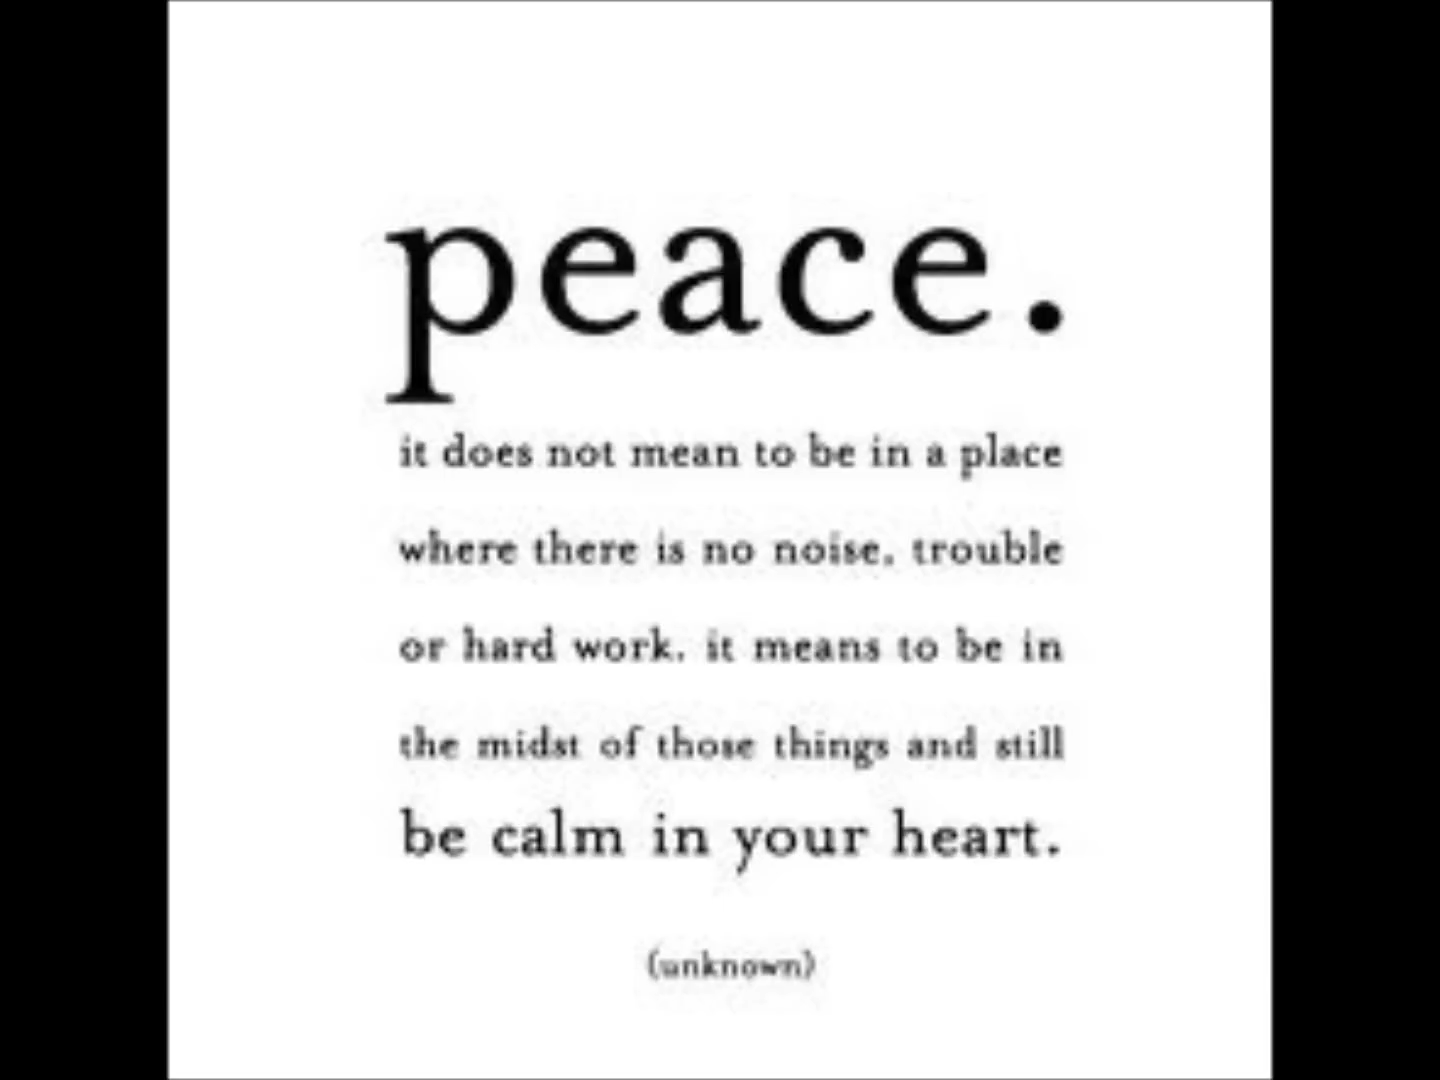 peace.
it does not mean to be in a place
where there is no noise, trouble
or hard work. it means to be in
the midst of those things and still
be calm in your heart.
(unknown)